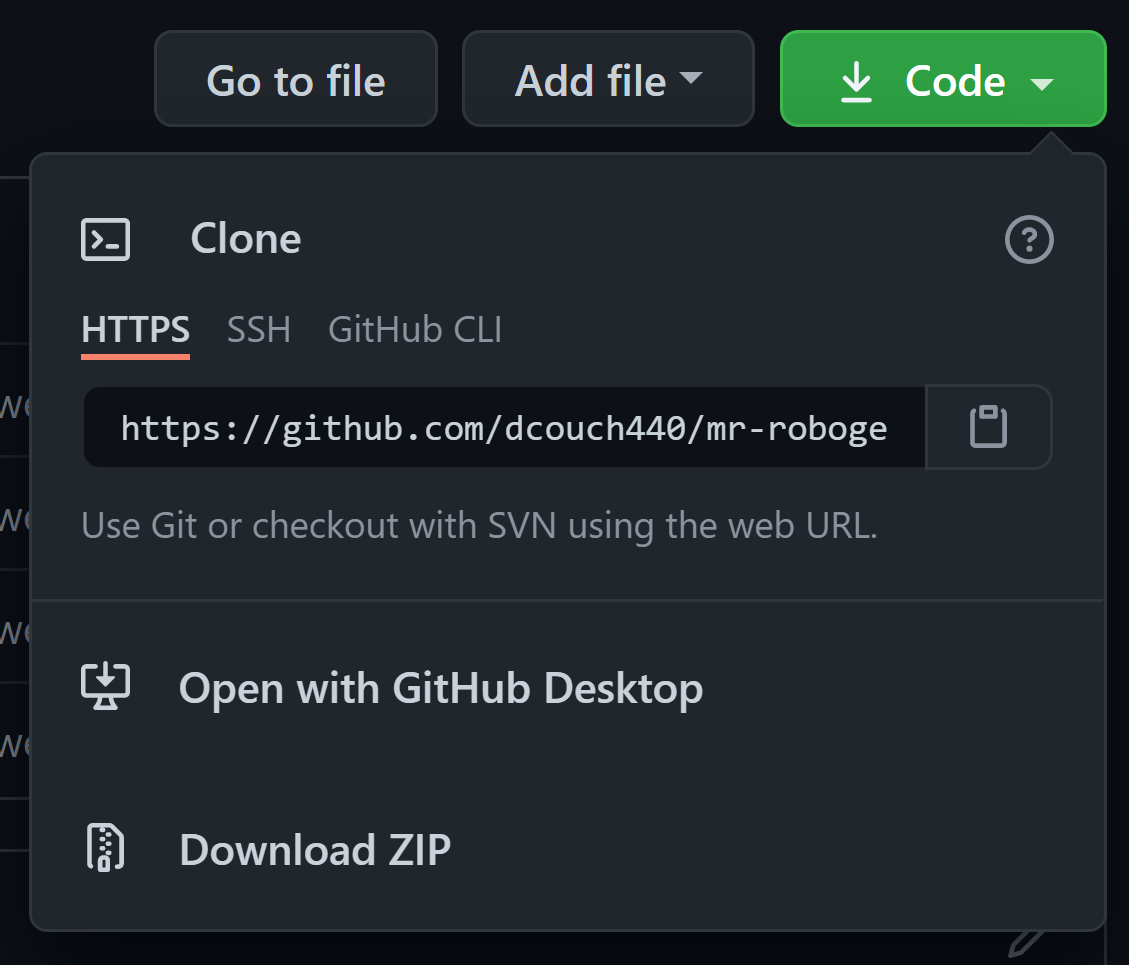 Go to file Add file Code
Clone
HTTPS SSH GitHub CLI
https://github.com/dcouch440/mr-roboge
Use Git or checkout with SVN using the web URL.
Open with GitHub Desktop
Download ZIP